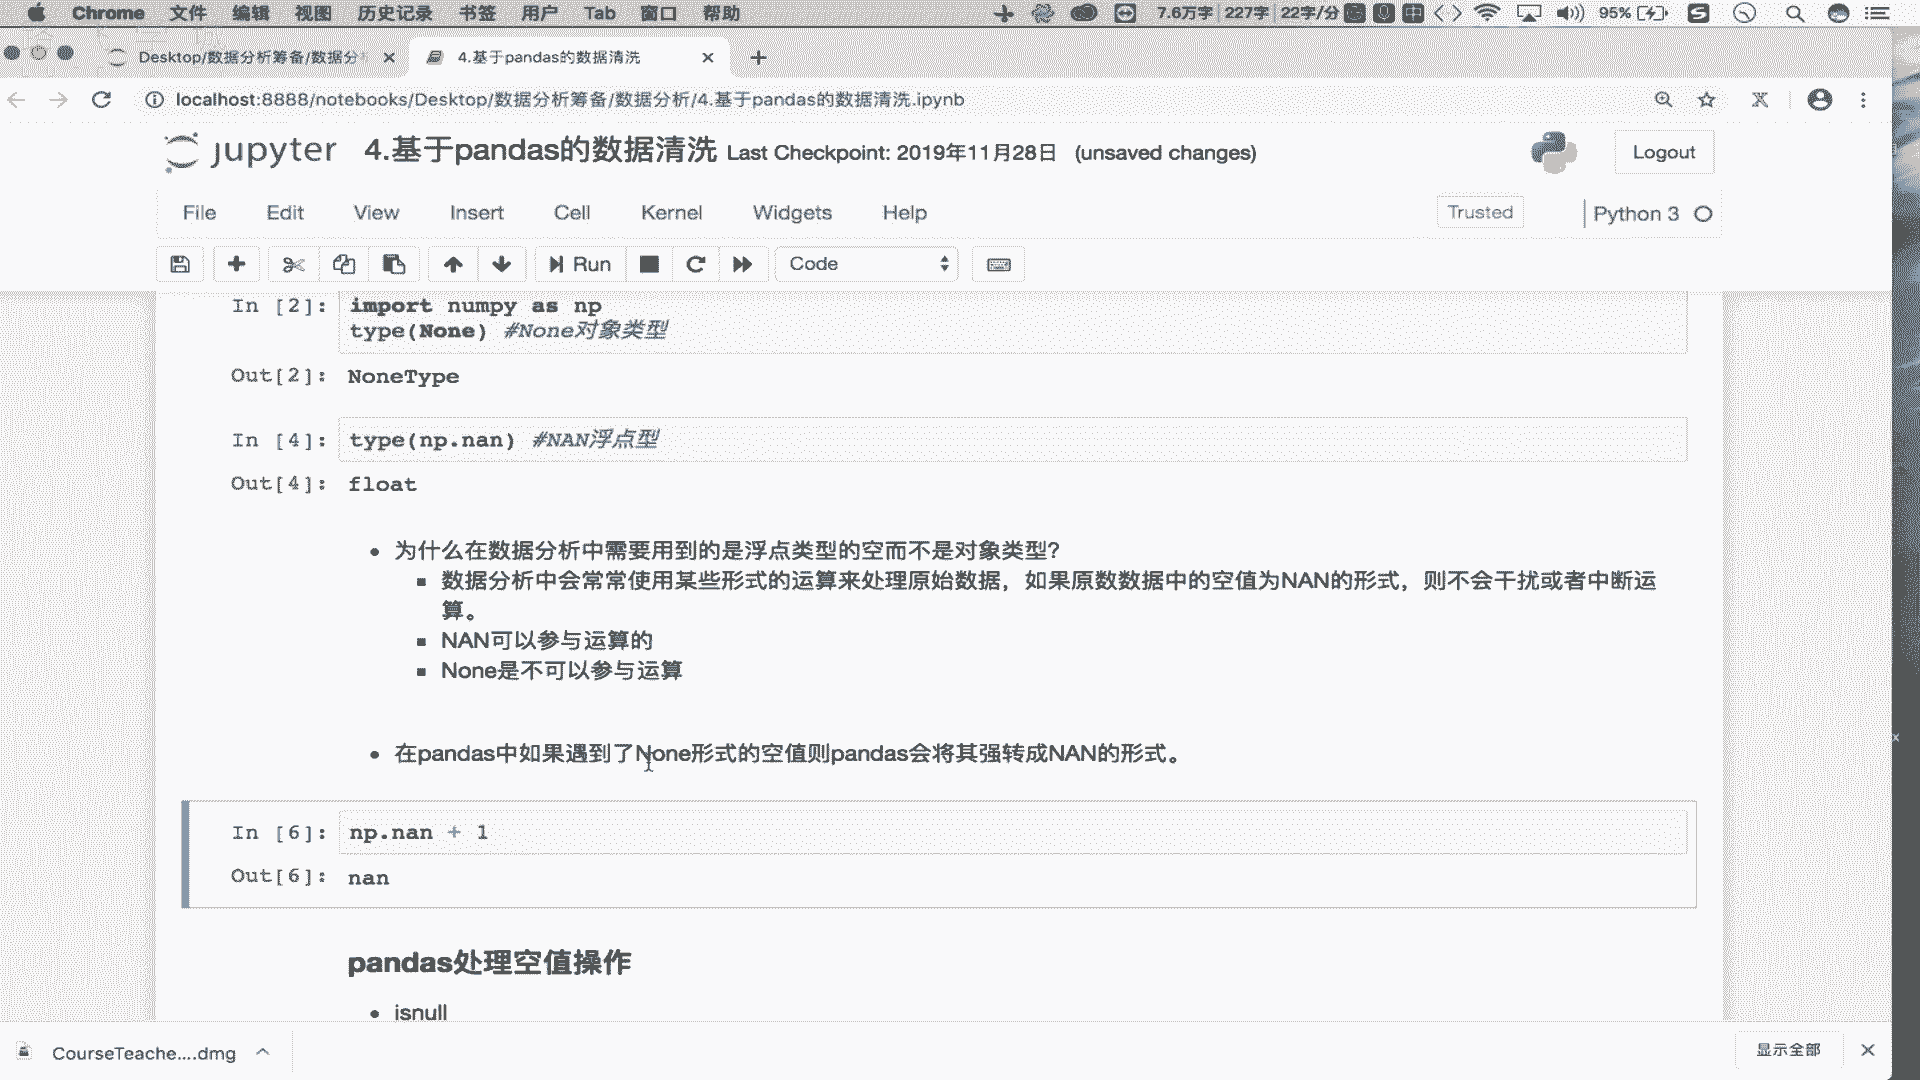 Chrome 文件 编辑 视图 历史记录 书签 用户 Tab 窗口 帮助 7.6万字 227字 22字/分 中 95%
Desktop/数据分析筹备/数据分 4.基于pandas的数据清洗
localhost:8888/notebooks/Desktop/数据分析筹备/数据分析/4.基于pandas的数据清洗.ipynb
jupyter 4.基于pandas的数据清洗 Last Checkpoint: 2019年11月28日 (unsaved changes) Logout
File Edit View Insert Cell Kernel Widgets Help Trusted Python 3
Run Code
In [2]: import numpy as np
type(None) #None对象类型
Out[2]: NoneType
In [4]: type(np.nan) #NAN浮点型
Out[4]: float
为什么在数据分析中需要用到的是浮点类型的空而不是对象类型?
数据分析中会常常使用某些形式的运算来处理原始数据，如果原数数据中的空值为NAN的形式，则不会干扰或者中断运
算。
NAN可以参与运算的
None是不可以参与运算
在pandas中如果遇到了None形式的空值则pandas会将其强转成NAN的形式。
In [6]: np.nan + 1
Out[6]: nan
pandas处理空值操作
isnull
CourseTeache....dmg 显示全部